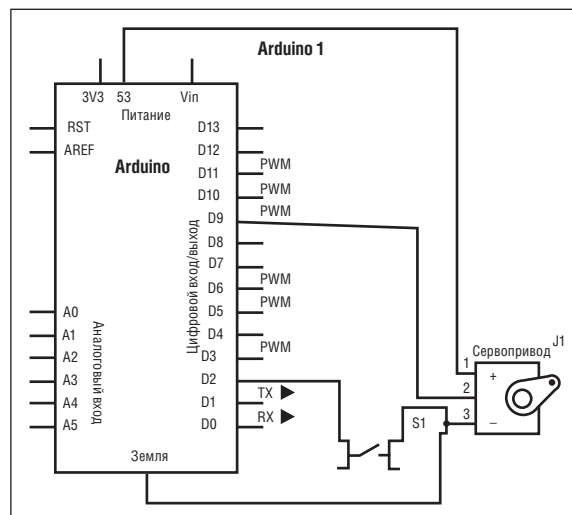 Arduino 1
3V3 53 Vin
Питание
RST
AREF
Arduino
D13
D12
D11 PWM
D10 PWM
D9 PWM
D8
D7
D6 PWM
D5 PWM
D4
D3 PWM
D2
D1 TX
D0 RX
Цифровой вход/выход
A0
A1
A2
A3
A4
A5
Аналоговый вход
Земля
S1
Сервопривод J1
1 +
2
3 –